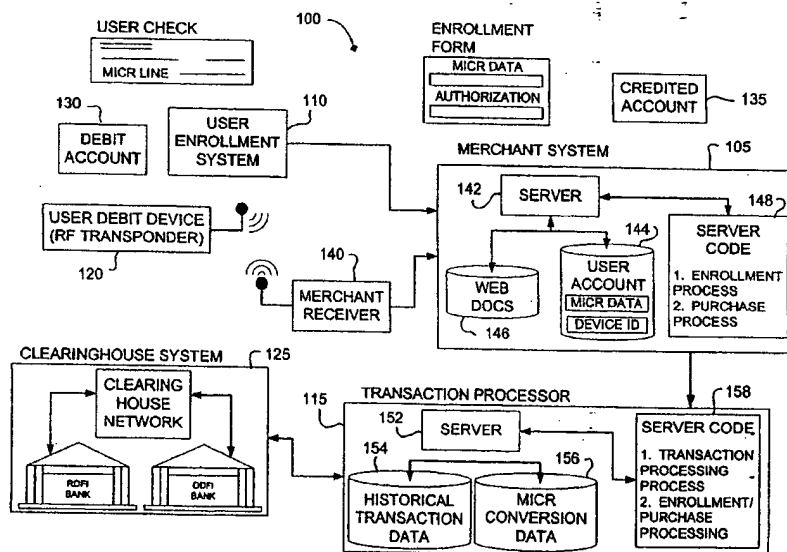 USER CHECK
MICR LINE
100
ENROLLMENT
FORM
MICR DATA
AUTHORIZATION
CREDITED
ACCOUNT
135
130
DEBIT
ACCOUNT
USER
ENROLLMENT
SYSTEM
110
MERCHANT SYSTEM
105
142
SERVER
148
SERVER
CODE
1. ENROLLMENT
PROCESS
2. PURCHASE
PROCESS
144
USER
ACCOUNT
MICR DATA
DEVICE ID
WEB
DOCS
146
USER DEBIT DEVICE
(RF TRANSPONDER)
120
140
MERCHANT
RECEIVER
CLEARINGHOUSE SYSTEM
125
CLEARING
HOUSE
NETWORK
RDFI
BANK
ODFI
BANK
TRANSACTION PROCESSOR
115
152
SERVER
154
HISTORICAL
TRANSACTION
DATA
156
MICR
CONVERSION
DATA
158
SERVER CODE
1. TRANSACTION
PROCESSING
PROCESS
2. ENROLLMENT/
PURCHASE
PROCESSING